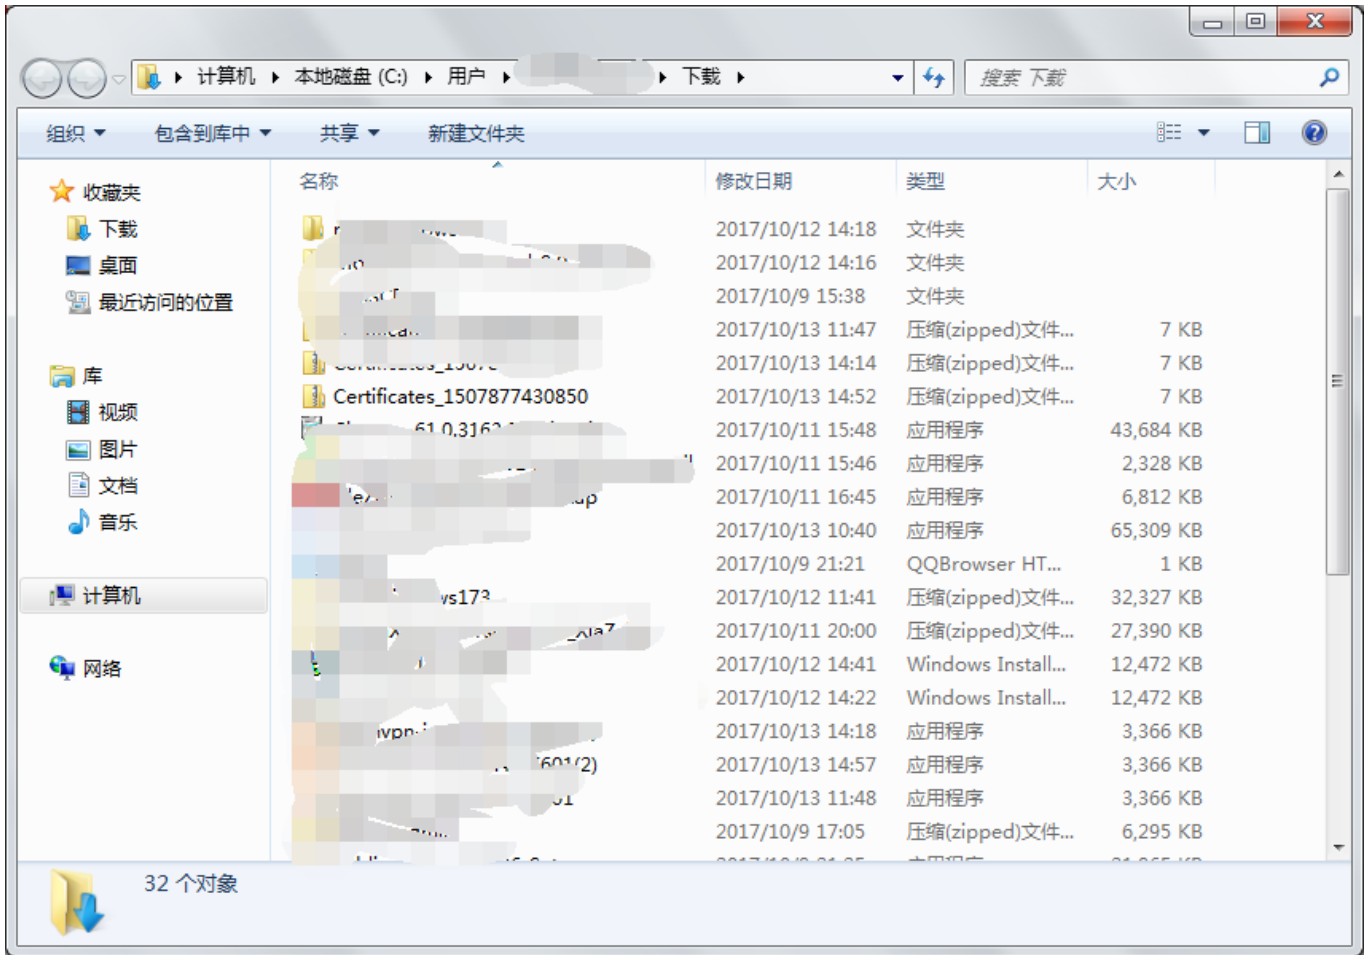 计算机 本地磁盘 (C:) 用户 下载 搜索 下载
组织 包含到库中 共享 新建文件夹
名称 修改日期 类型 大小
收藏夹
下载
桌面
最近访问的位置
库
视频
图片
文档
音乐
计算机
网络
2017/10/12 14:18 文件夹
2017/10/12 14:16 文件夹
2017/10/9 15:38 文件夹
2017/10/13 11:47 压缩(zipped)文件... 7 KB
2017/10/13 14:14 压缩(zipped)文件... 7 KB
Certificates_1507877430850 2017/10/13 14:52 压缩(zipped)文件... 7 KB
2017/10/11 15:48 应用程序 43,684 KB
2017/10/11 15:46 应用程序 2,328 KB
2017/10/11 16:45 应用程序 6,812 KB
2017/10/13 10:40 应用程序 65,309 KB
2017/10/9 21:21 QQBrowser HT... 1 KB
2017/10/12 11:41 压缩(zipped)文件... 32,327 KB
2017/10/11 20:00 压缩(zipped)文件... 27,390 KB
2017/10/12 14:41 Windows Install... 12,472 KB
2017/10/12 14:22 Windows Install... 12,472 KB
2017/10/13 14:18 应用程序 3,366 KB
2017/10/13 14:57 应用程序 3,366 KB
2017/10/13 11:48 应用程序 3,366 KB
2017/10/9 17:05 压缩(zipped)文件... 6,295 KB
32 个对象